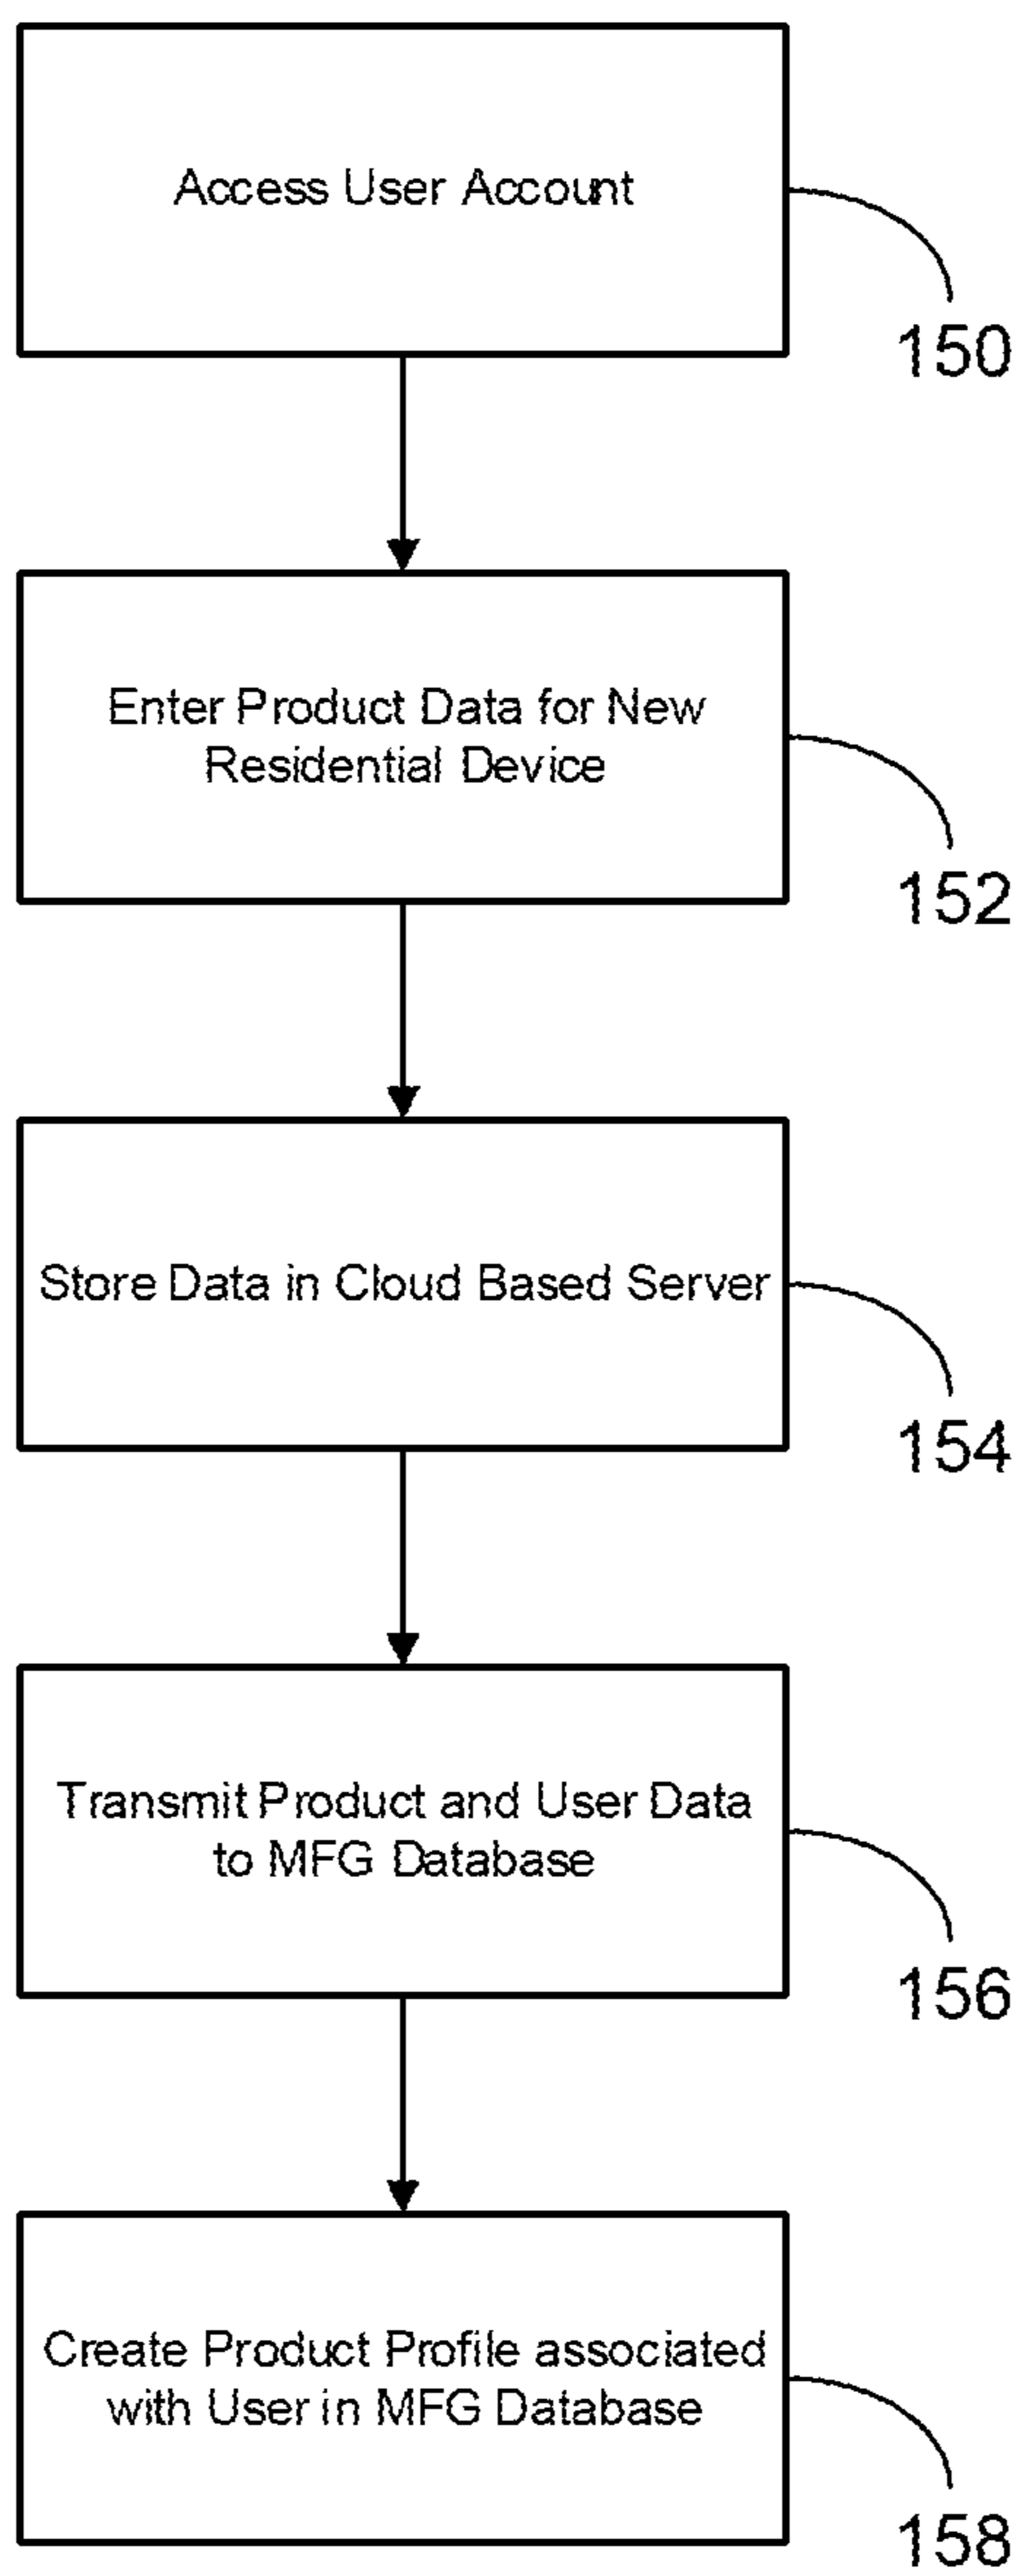 Access User Account
150
Enter Product Data for New
Residential Device
152
Store Data in Cloud Based Server
154
Transmit Product and User Data
to MFG Database
156
Create Product Profile associated
with User in MFG Database
158